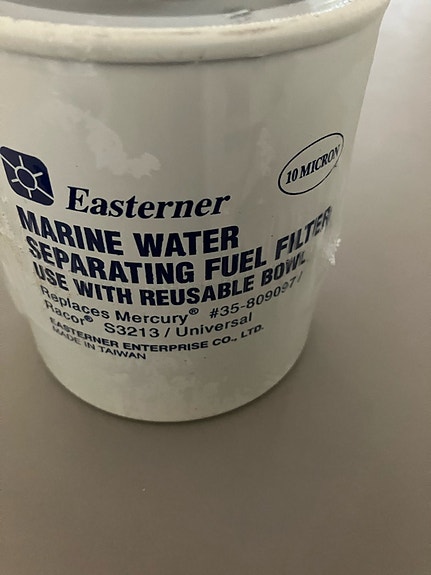 10 MICRON
Easterner
MARINE WATER
SEPARATING FUEL FILTER
USE WITH REUSABLE BOWL
Replaces Mercury® #35-809097 /
Racor® S3213 / Universal
EASTERNER ENTERPRISE CO., LTD.
MADE IN TAIWAN